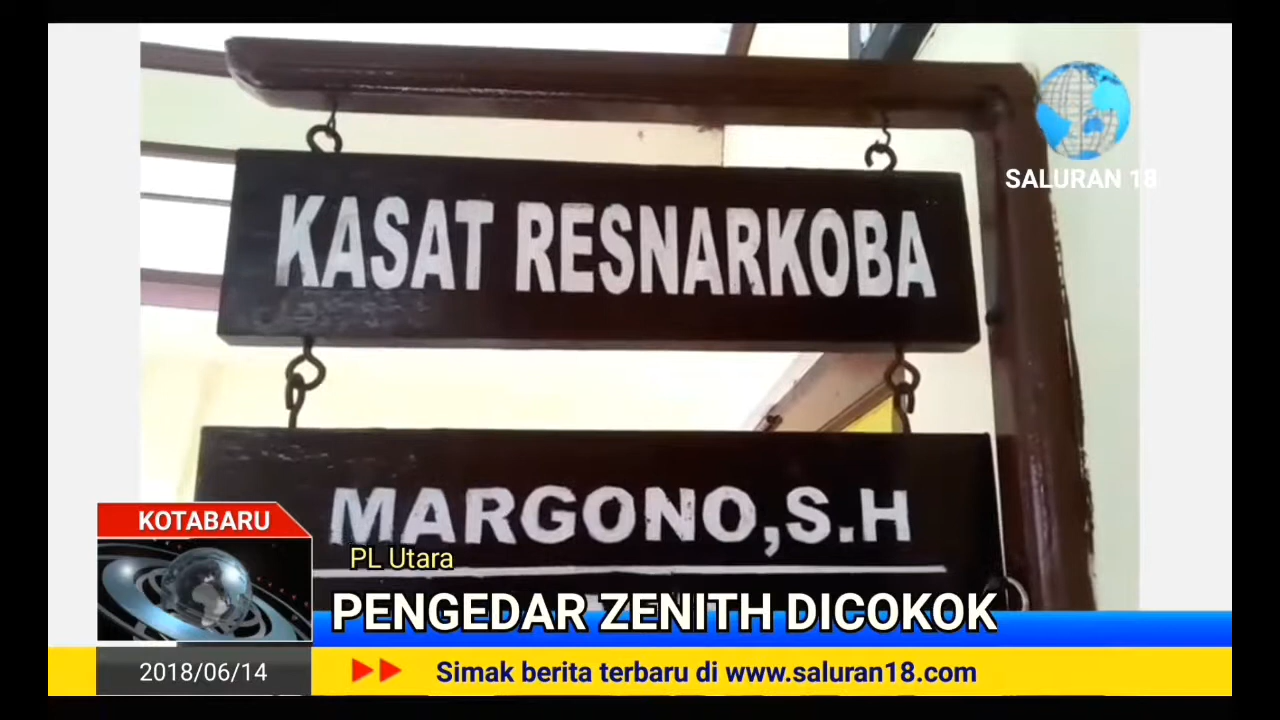 SALURAN 18
KASAT RESNARKOBA
MARGONO,S.H
KOTABARU
PL Utara
PENGEDAR ZENITH DICOKOK
2018/06/14
Simak berita terbaru di www.saluran18.com